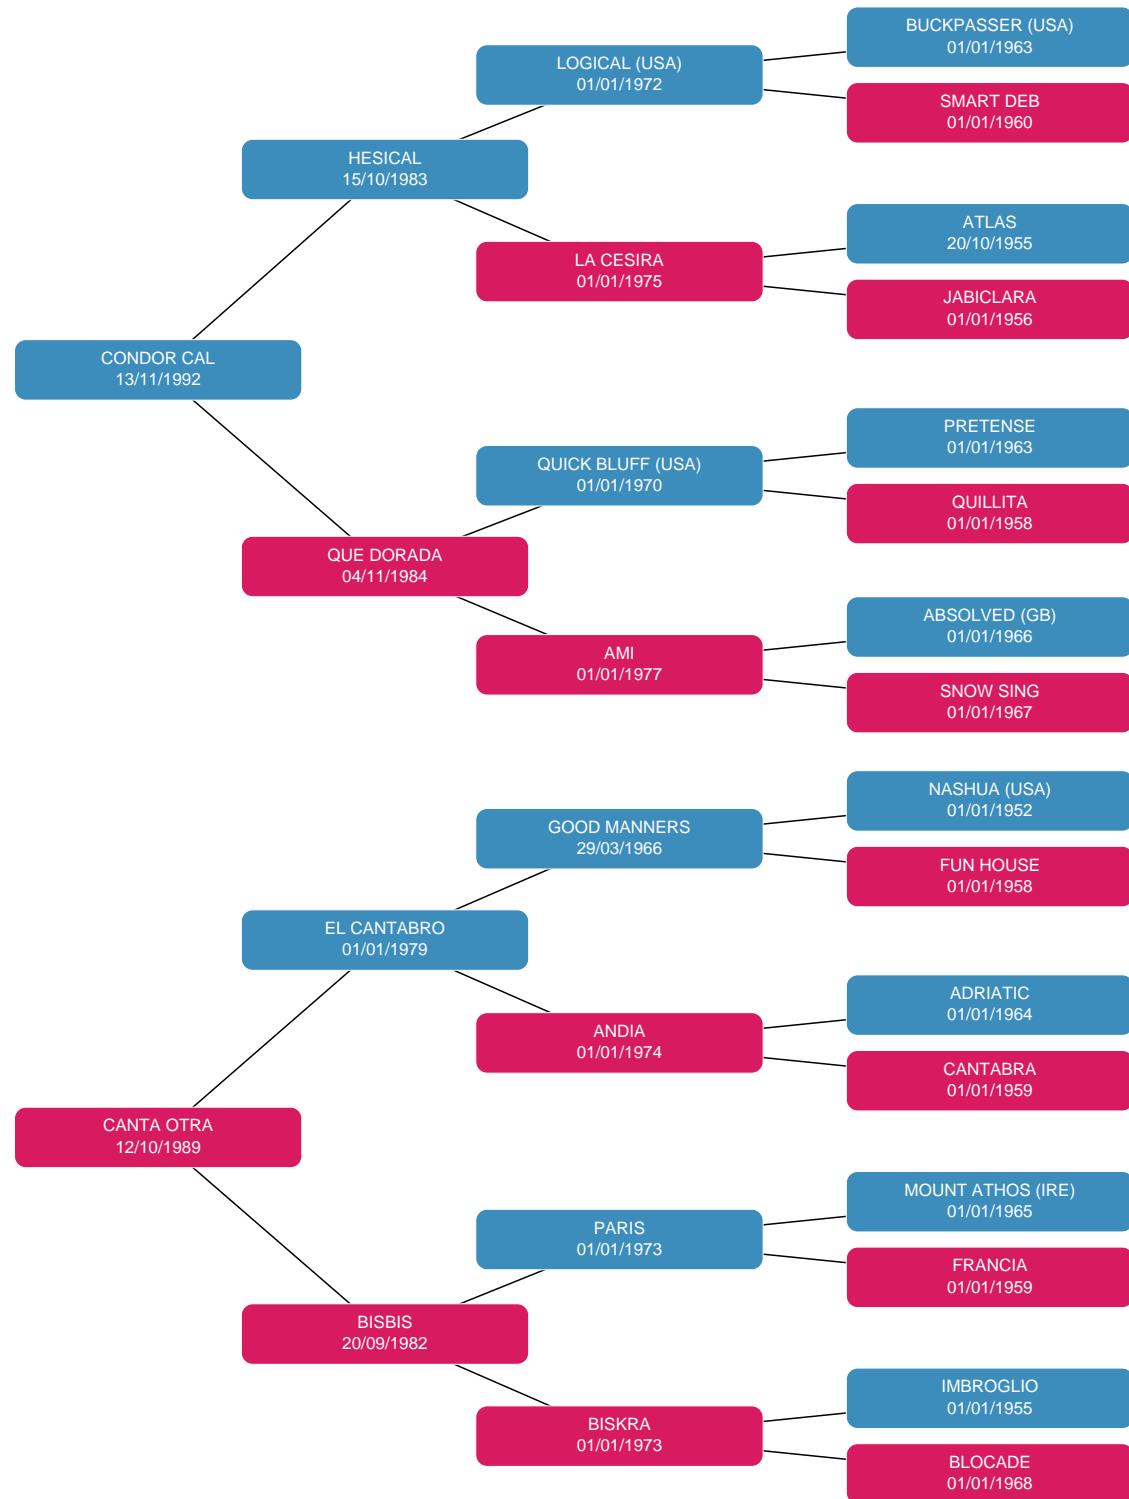 BUCKPASSER (USA)
01/01/1963
LOGICAL (USA)
01/01/1972
SMART DEB
01/01/1960
HESICAL
15/10/1983
ATLAS
20/10/1955
LA CESIRA
01/01/1975
JABICLARA
01/01/1956
CONDOR CAL
13/11/1992
PRETENSE
01/01/1963
QUICK BLUFF (USA)
01/01/1970
QUILLITA
01/01/1958
QUE DORADA
04/11/1984
ABSOLVED (GB)
01/01/1966
AMI
01/01/1977
SNOW SING
01/01/1967
NASHUA (USA)
01/01/1952
GOOD MANNERS
29/03/1966
FUN HOUSE
01/01/1958
EL CANTABRO
01/01/1979
ADRIATIC
01/01/1964
ANDIA
01/01/1974
CANTABRA
01/01/1959
CANTA OTRA
12/10/1989
MOUNT ATHOS (IRE)
01/01/1965
PARIS
01/01/1973
FRANCIA
01/01/1959
BISBIS
20/09/1982
IMBROGLIO
01/01/1955
BISKRA
01/01/1973
BLOCADE
01/01/1968